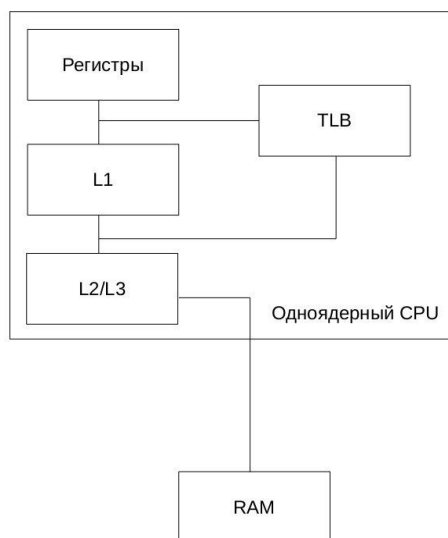 Регистры
TLB
L1
L2/L3
Одноядерный CPU
RAM